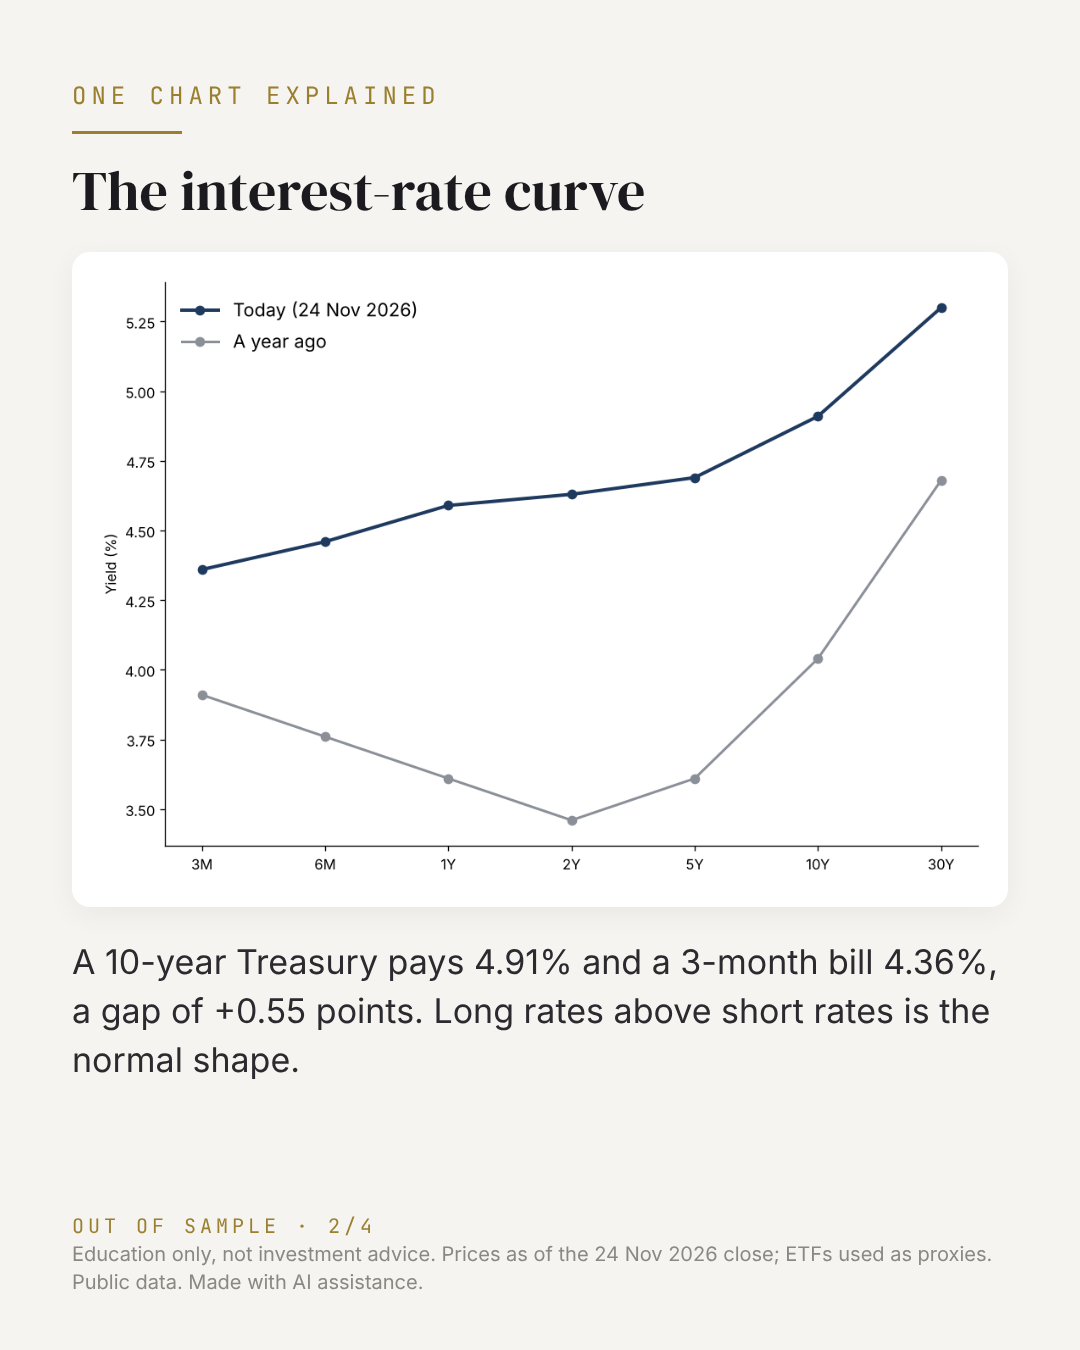 ONE CHART EXPLAINED
The interest-rate curve
Today (24 Nov 2026)
A year ago
5.25
5.00
4.75
4.50
4.25
4.00
3.75
3.50
Yield (%)
3M 6M 1Y 2Y 5Y 10Y 30Y
A 10-year Treasury pays 4.91% and a 3-month bill 4.36%,
a gap of +0.55 points. Long rates above short rates is the
normal shape.
OUT OF SAMPLE · 2/4
Education only, not investment advice. Prices as of the 24 Nov 2026 close; ETFs used as proxies.
Public data. Made with AI assistance.